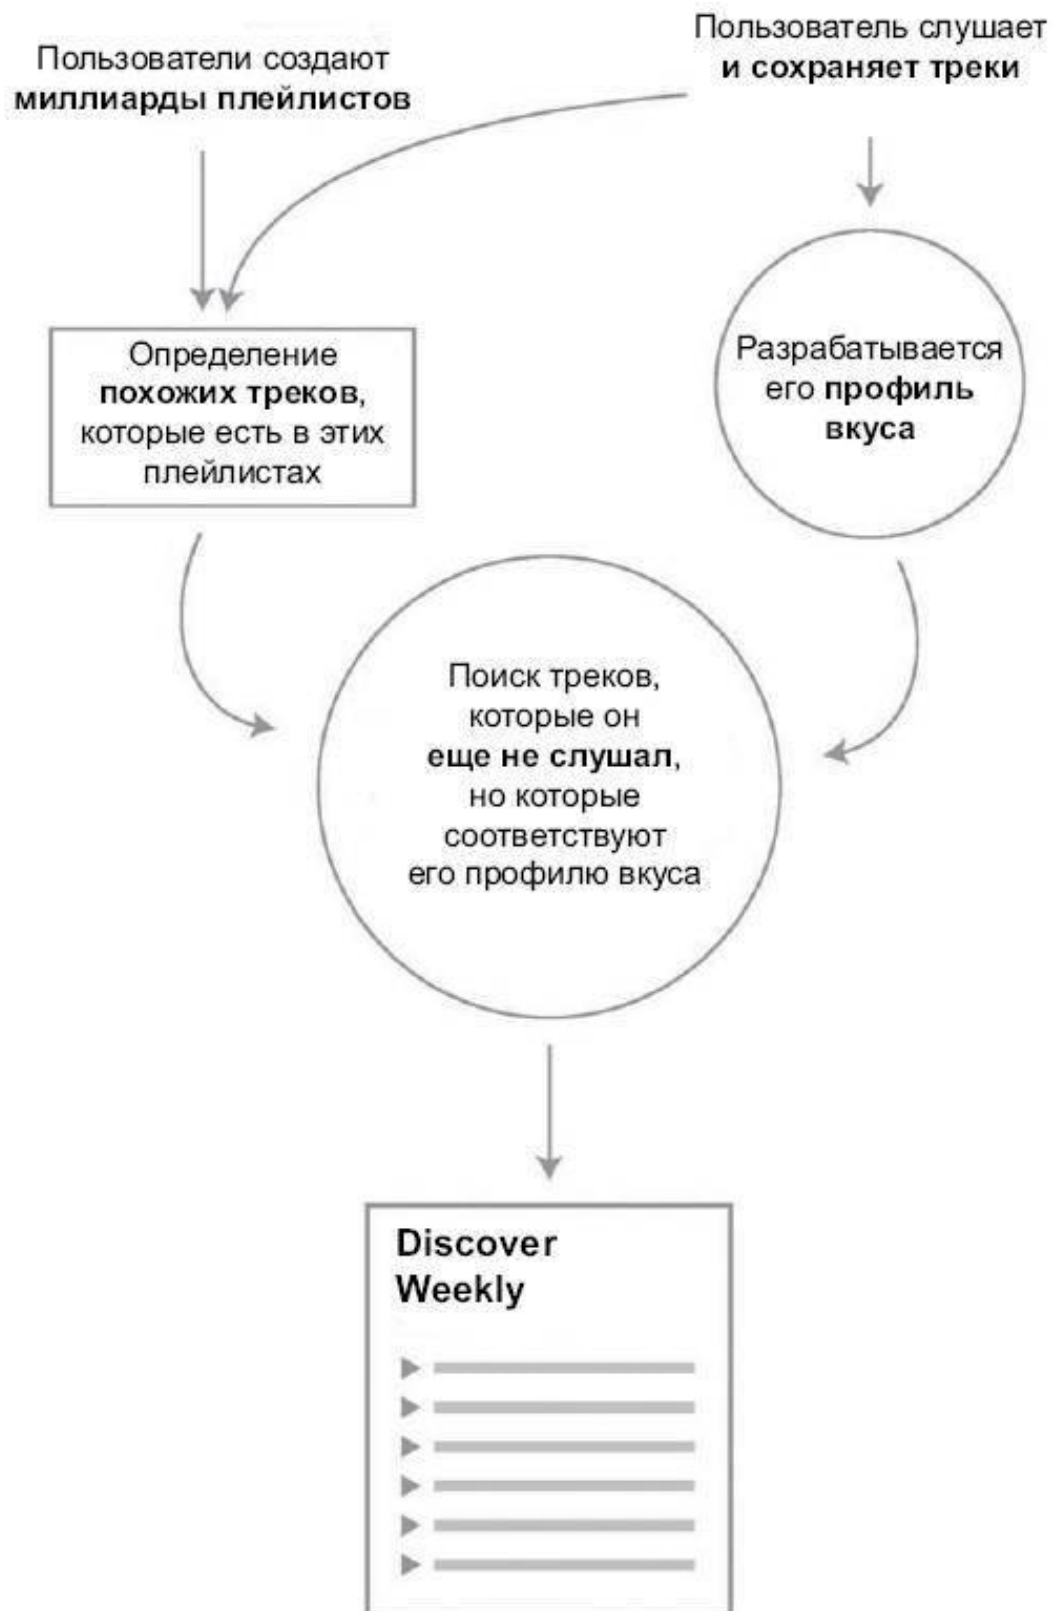 Пользователи создают
миллиарды плейлистов
Пользователь слушает
и сохраняет треки
Определение
похожих треков,
которые есть в этих
плейлистах
Разрабатывается
его профиль
вкуса
Поиск треков,
которые он
еще не слушал,
но которые
соответствуют
его профилю вкуса
Discover
Weekly